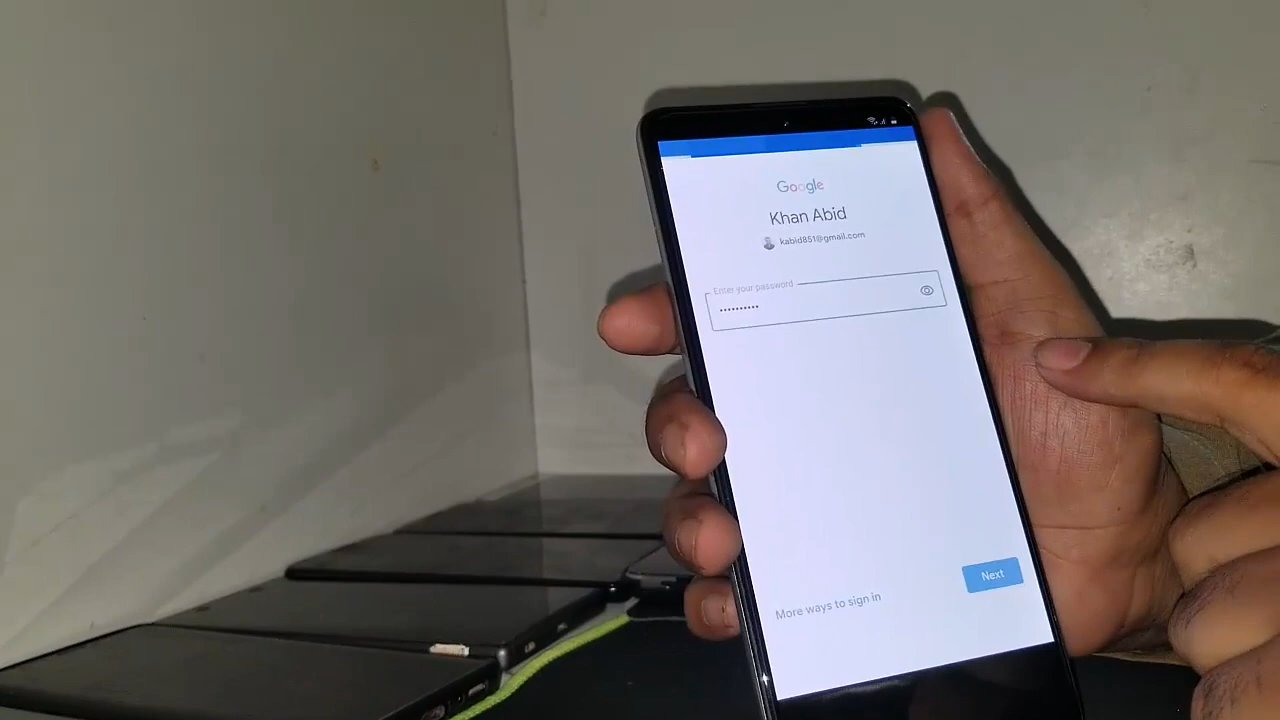 Google
Khan Abid
kabid851@gmail.com
Enter your password
••••••••••
Next
More ways to sign in